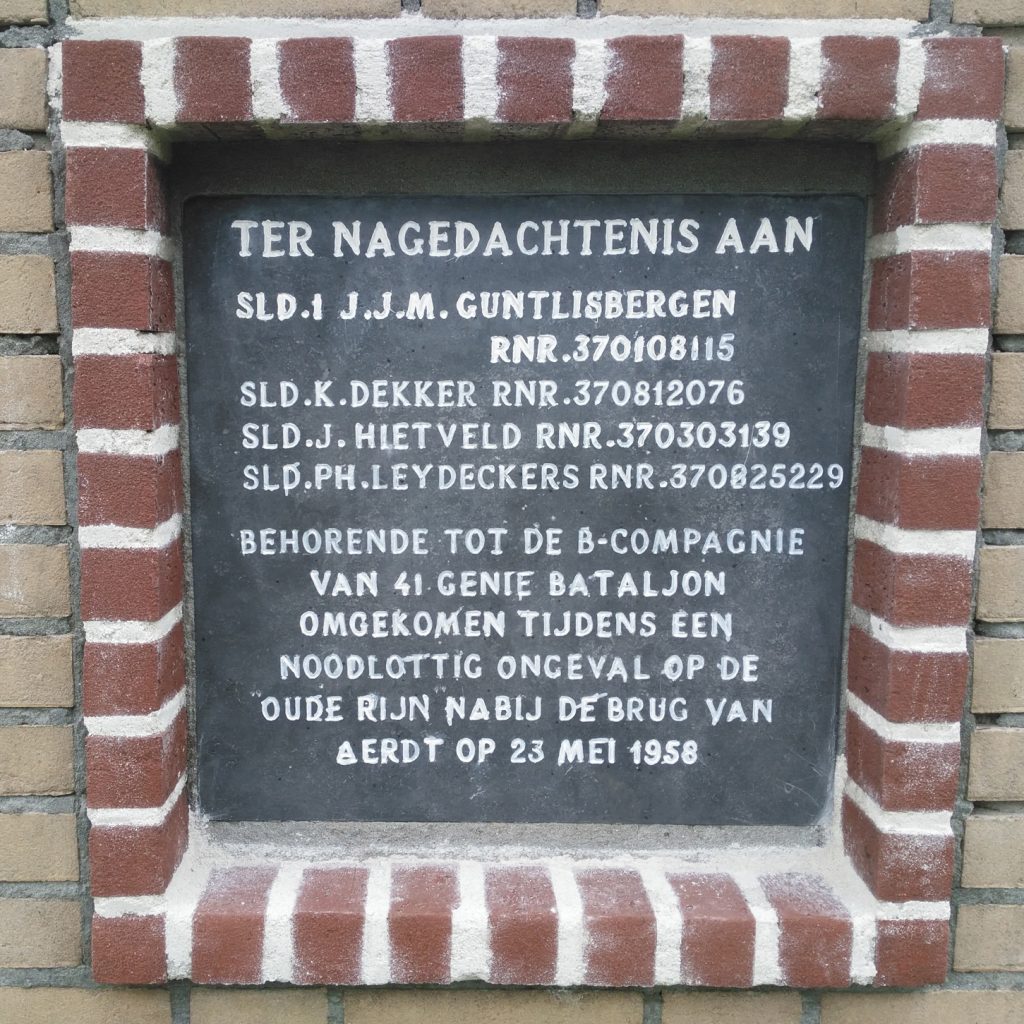 TER NAGEDACHTENIS AAN
SLD.1 J.J.M. GUNTLISBERGEN
RNR.370108115
SLD.K.DEKKER RNR.370812076
SLD.J.HIETVELD RNR.370303139
SLD.PH.LEYDECKERS RNR.370825229
BEHORENDE TOT DE B-COMPAGNIE
VAN 41 GENIE BATALJON
OMGEKOMEN TIJDENS EEN
NOODLOTTIG ONGEVAL OP DE
OUDE RIJN NABIJ DE BRUG VAN
AERDT OP 23 MEI 1958